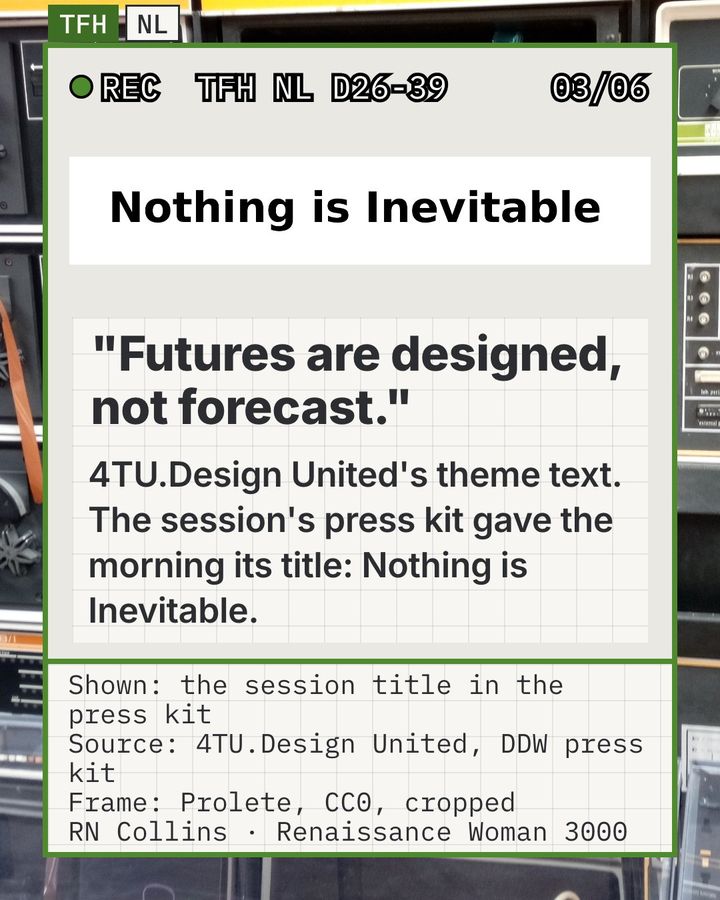 TFH NL
REC TFH NL D26-39 03/06
Nothing is Inevitable
"Futures are designed,
not forecast."
4TU.Design United's theme text.
The session's press kit gave the
morning its title: Nothing is
Inevitable.
Shown: the session title in the
press kit
Source: 4TU.Design United, DDW press
kit
Frame: Prolete, CC0, cropped
RN Collins · Renaissance Woman 3000